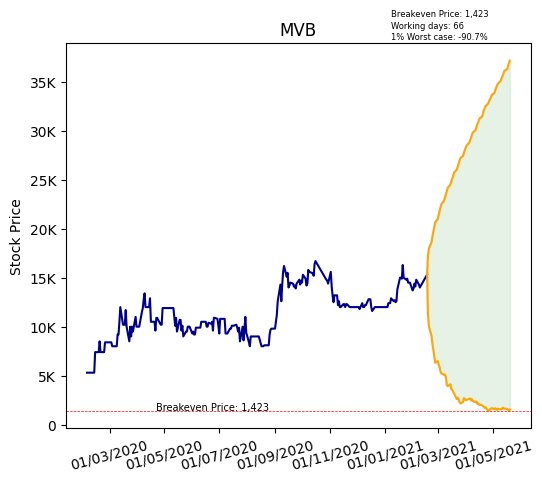 Breakeven Price: 1,423
Working days: 66
1% Worst case: -90.7%
MVB
Stock Price
35K
30K
25K
20K
15K
10K
5K
0
Breakeven Price: 1,423
01/03/2020
01/05/2020
01/07/2020
01/09/2020
01/11/2020
01/01/2021
01/03/2021
01/05/2021